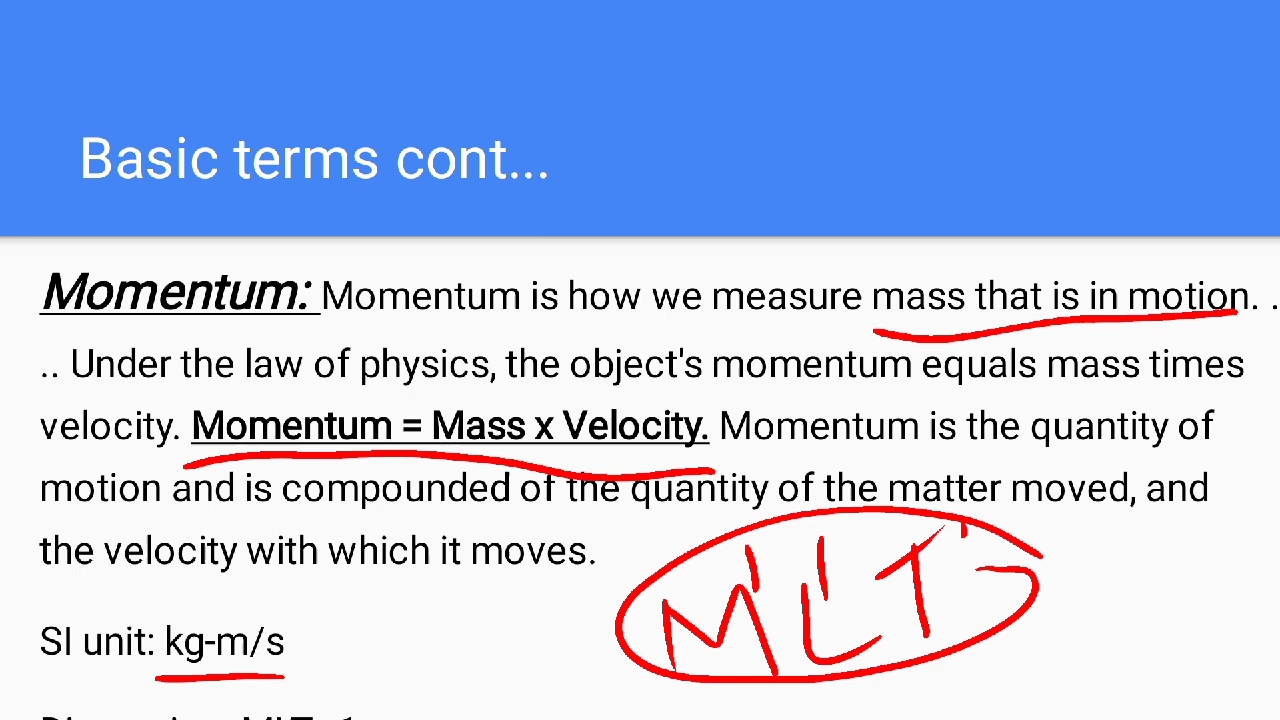 Basic terms cont...
Momentum: Momentum is how we measure mass that is in motion. .
.. Under the law of physics, the object's momentum equals mass times
velocity. Momentum = Mass x Velocity. Momentum is the quantity of
motion and is compounded of the quantity of the matter moved, and
the velocity with which it moves.
M'L'T-'
SI unit: kg-m/s